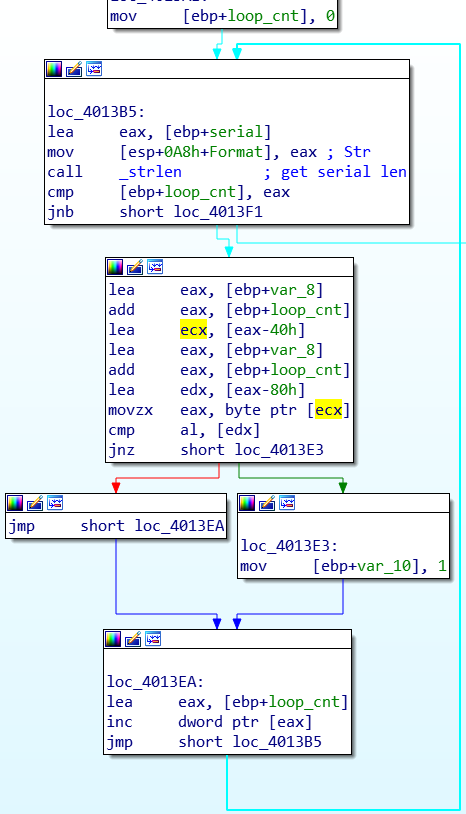 mov     [ebp+loop_cnt], 0
loc_4013B5:
lea     eax, [ebp+serial]
mov     [esp+0A8h+Format], eax ; Str
call    _strlen         ; get serial len
cmp     [ebp+loop_cnt], eax
jnb     short loc_4013F1
lea     eax, [ebp+var_8]
add     eax, [ebp+loop_cnt]
lea     ecx, [eax-40h]
lea     eax, [ebp+var_8]
add     eax, [ebp+loop_cnt]
lea     edx, [eax-80h]
movzx   eax, byte ptr [ecx]
cmp     al, [edx]
jnz     short loc_4013E3
jmp     short loc_4013EA
loc_4013E3:
mov     [ebp+var_10], 1
loc_4013EA:
lea     eax, [ebp+loop_cnt]
inc     dword ptr [eax]
jmp     short loc_4013B5